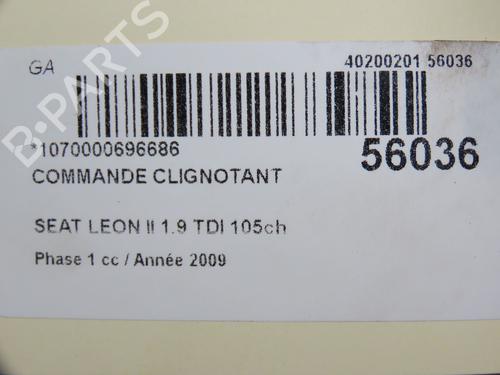 GA
40200201 56036
*1070000696686
56036
COMMANDE CLIGNOTANT
SEAT LEON II 1.9 TDI 105ch
Phase 1 cc / Année 2009
B-PARTS